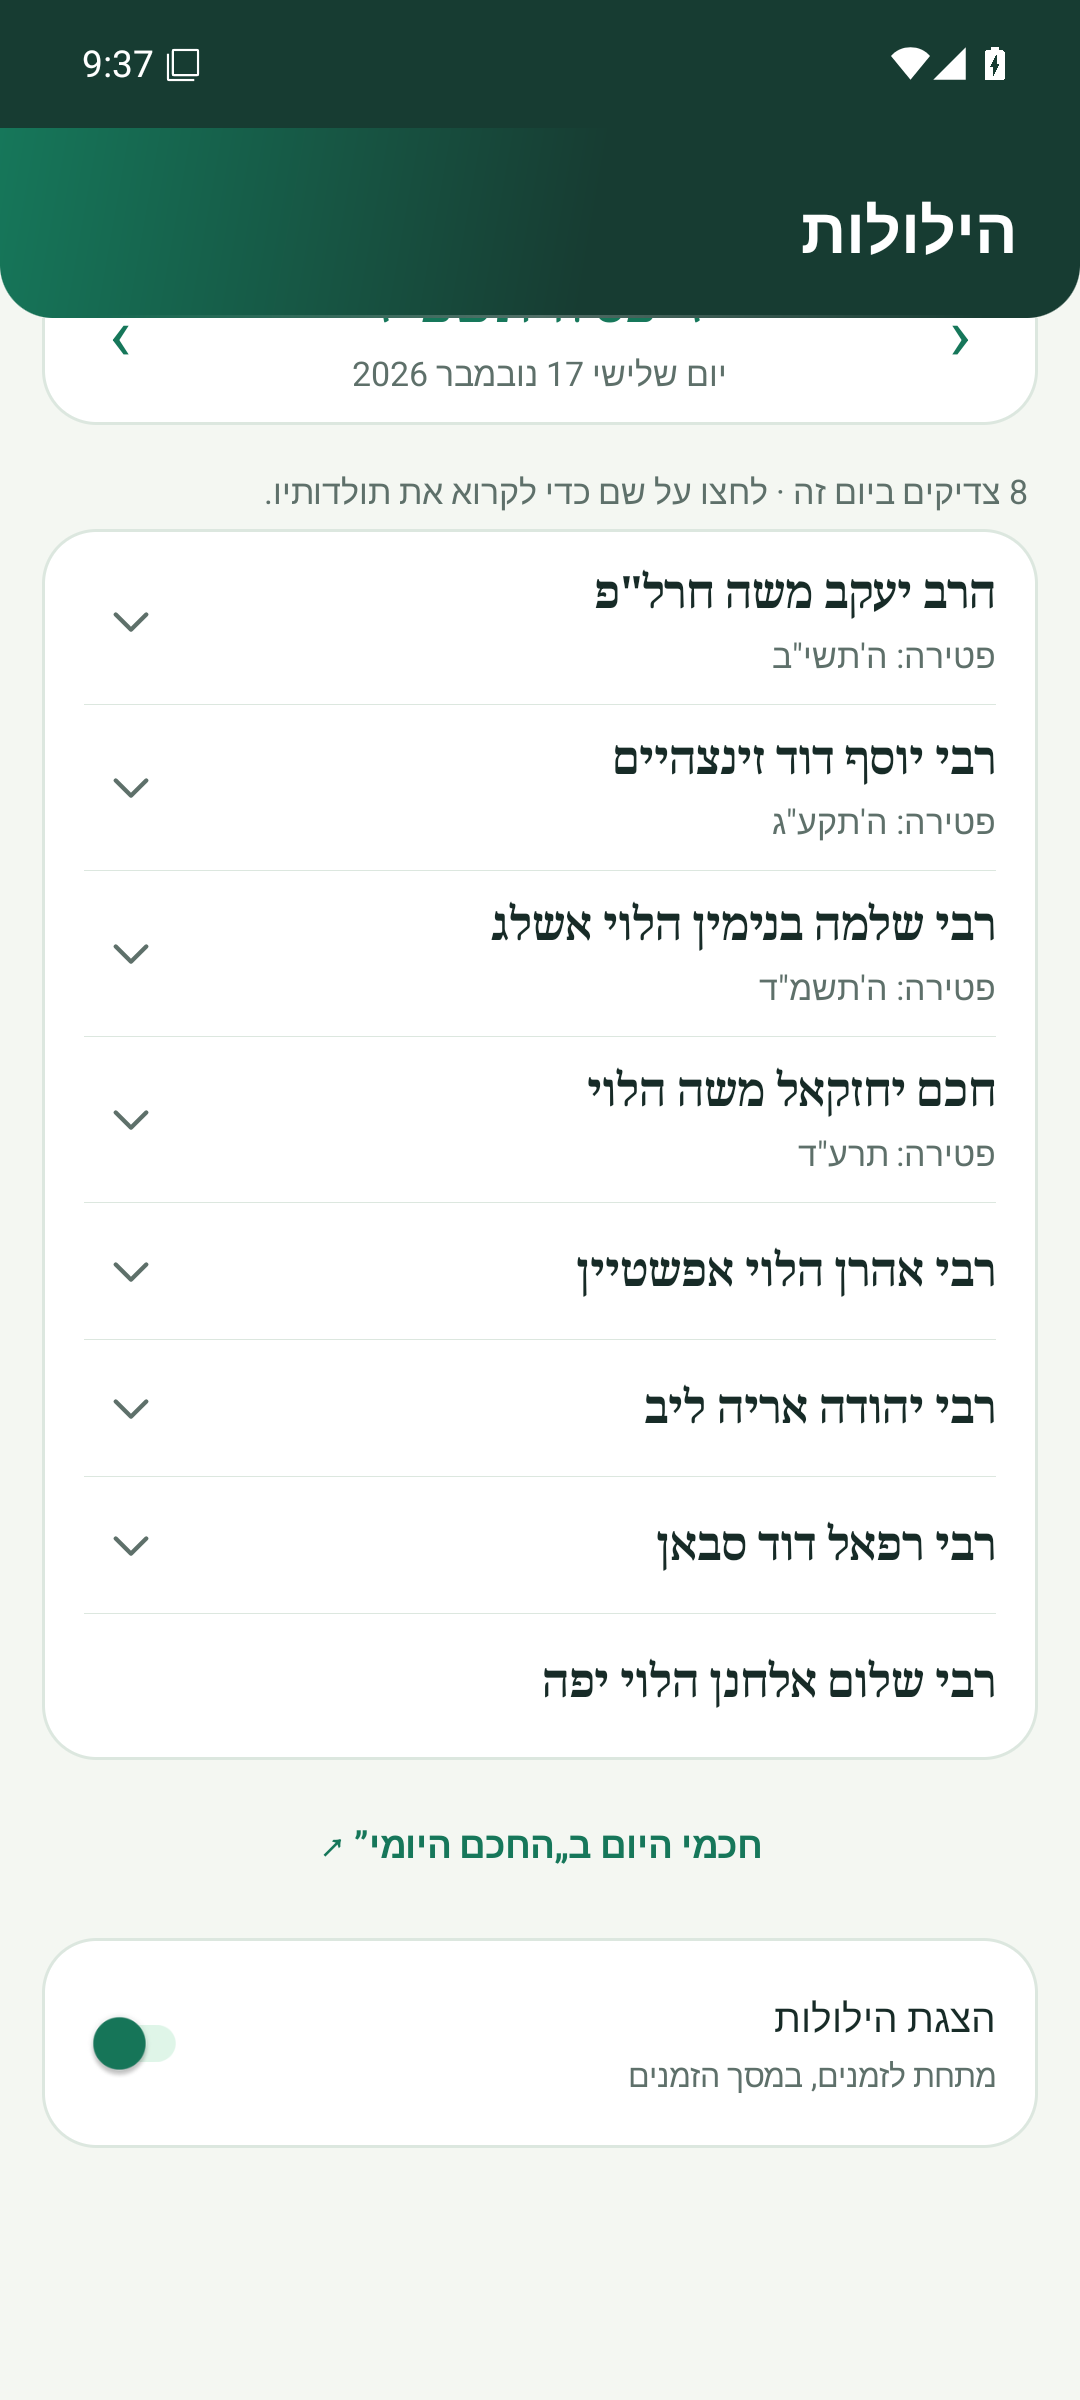 9:37
הילולות
יום שלישי 17 נובמבר 2026
8 צדיקים ביום זה · לחצו על שם כדי לקרוא את תולדותיו.
הרב יעקב משה חרל"פ
פטירה: ה'תשי"ב
רבי יוסף דוד זינצהיים
פטירה: ה'תקע"ג
רבי שלמה בנימין הלוי אשלג
פטירה: ה'תשמ"ד
חכם יחזקאל משה הלוי
פטירה: תרע"ד
רבי אהרן הלוי אפשטיין
רבי יהודה אריה ליב
רבי רפאל דוד סבאן
רבי שלום אלחנן הלוי יפה
חכמי היום ב„החכם היומי” ↗
הצגת הילולות
מתחת לזמנים, במסך הזמנים